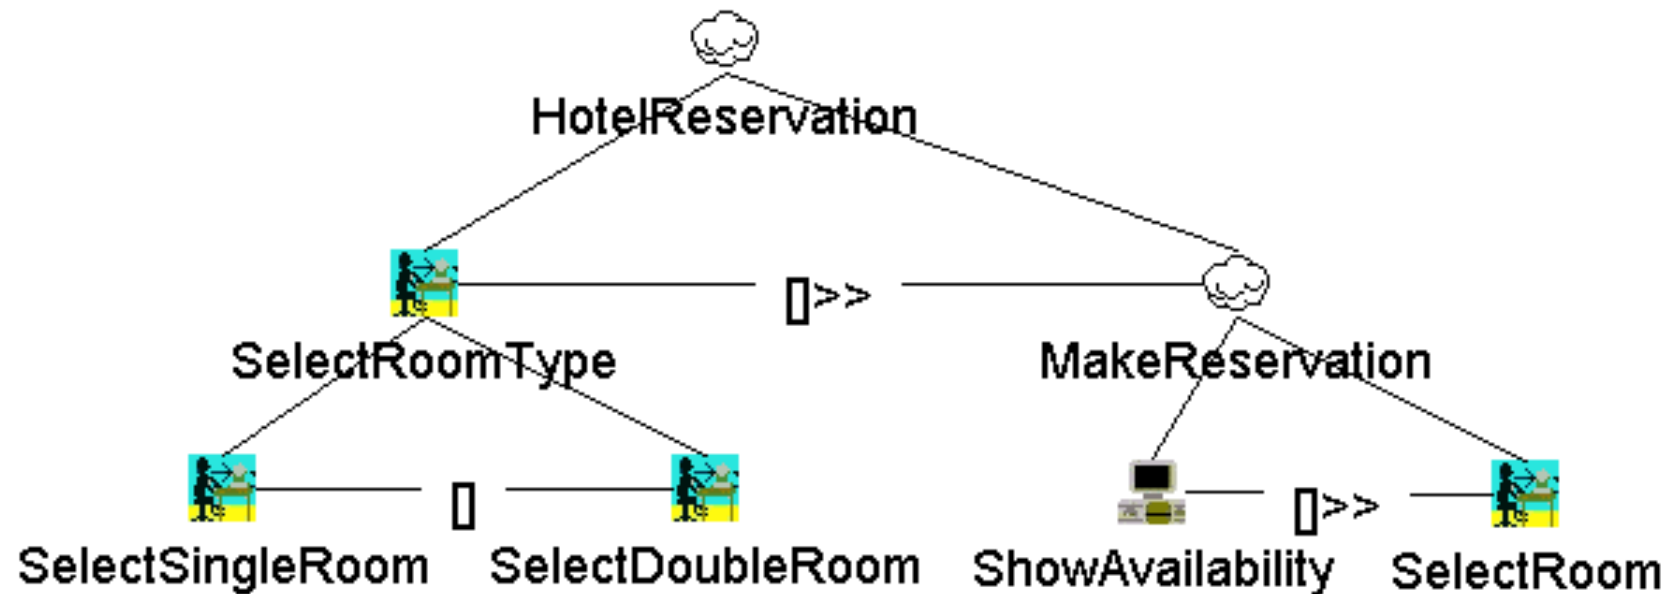 HotelReservation
[]>>
SelectRoomType
MakeReservation
[]
[]>>
SelectSingleRoom
SelectDoubleRoom
ShowAvailability
SelectRoom